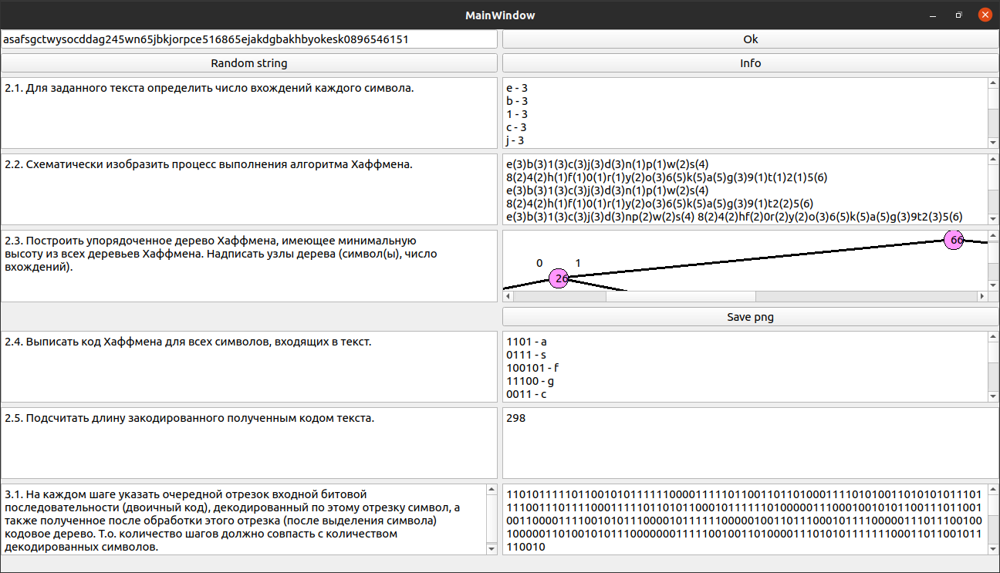 MainWindow
asafsgctwysocddag245wn65jbkjorpce516865ejakdgbakhbyokesk0896546151
Ok
Random string
Info
2.1. Для заданного текста определить число вхождений каждого символа.
e - 3
b - 3
1 - 3
c - 3
j - 3
2.2. Схематически изобразить процесс выполнения алгоритма Хаффмена.
e(3)b(3)1(3)c(3)j(3)d(3)n(1)p(1)w(2)s(4)
8(2)4(2)h(1)f(1)0(1)r(1)y(2)o(3)6(5)k(5)a(5)g(3)9(1)t(1)2(1)5(6)
e(3)b(3)1(3)c(3)j(3)d(3)n(1)p(1)w(2)s(4)
8(2)4(2)h(1)f(1)0(1)r(1)y(2)o(3)6(5)k(5)a(5)g(3)9(1)t2(2)5(6)
e(3)b(3)1(3)c(3)j(3)d(3)np(2)w(2)s(4) 8(2)4(2)hf(2)0r(2)y(2)o(3)6(5)k(5)a(5)g(3)9t2(3)5(6)
2.3. Построить упорядоченное дерево Хаффмена, имеющее минимальную
высоту из всех деревьев Хаффмена. Надписать узлы дерева (символ(ы), число
вхождений).
66
0 1
26
Save png
2.4. Выписать код Хаффмена для всех символов, входящих в текст.
1101 - a
0111 - s
100101 - f
11100 - g
0011 - c
2.5. Подсчитать длину закодированного полученным кодом текста.
298
3.1. На каждом шаге указать очередной отрезок входной битовой
последовательности (двоичный код), декодированный по этому отрезку символ, а
также полученное после обработки этого отрезка (после выделения символа)
кодовое дерево. Т.о. количество шагов должно совпасть с количеством
декодированных символов.
110010